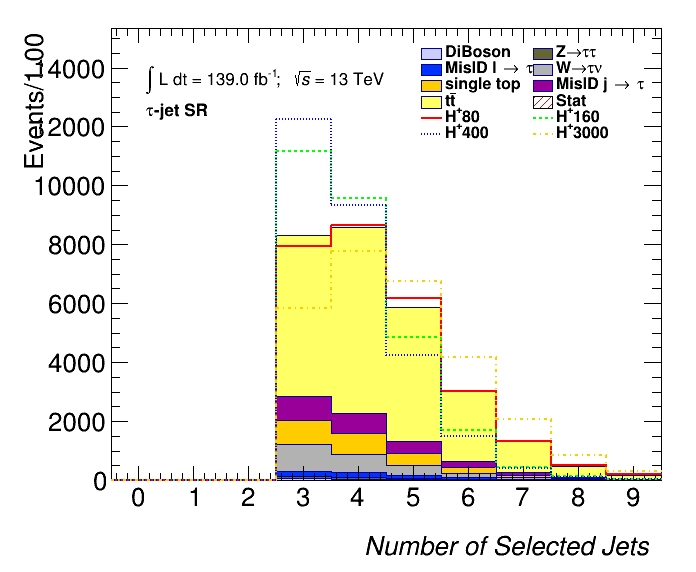 Events/1.00
14000
12000
10000
8000
6000
4000
2000
0
∫ L dt = 139.0 fb⁻¹; √s = 13 TeV
τ-jet SR
DiBoson Z→ττ
MisID l → τ W→τν
single top MisID j → τ
tt̄ Stat
H⁺80 H⁺160
H⁺400 H⁺3000
0 1 2 3 4 5 6 7 8 9
Number of Selected Jets